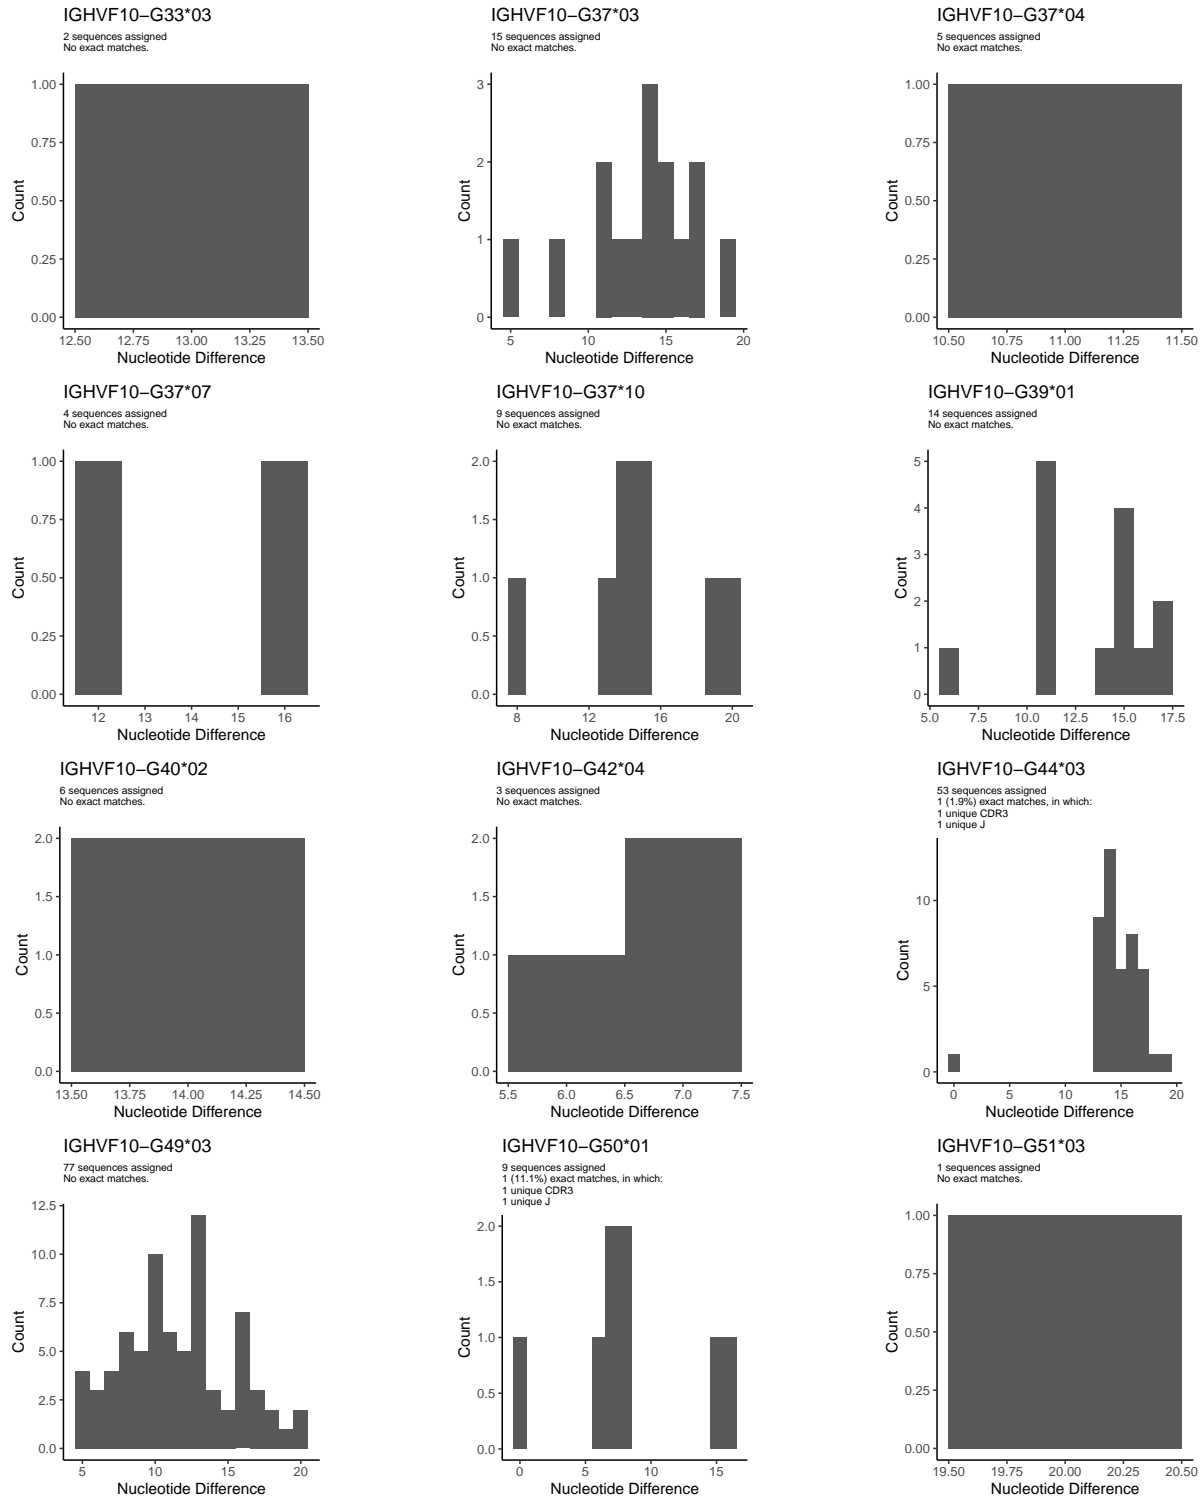 IGHVF10−G33*03
2 sequences assigned
No exact matches.
1.00
0.75
0.50
0.25
0.00
Count
12.50 12.75 13.00 13.25 13.50
Nucleotide Difference
IGHVF10−G37*03
15 sequences assigned
No exact matches.
3
2
1
0
Count
5 10 15 20
Nucleotide Difference
IGHVF10−G37*04
5 sequences assigned
No exact matches.
1.00
0.75
0.50
0.25
0.00
Count
10.50 10.75 11.00 11.25 11.50
Nucleotide Difference
IGHVF10−G37*07
4 sequences assigned
No exact matches.
1.00
0.75
0.50
0.25
0.00
Count
12 13 14 15 16
Nucleotide Difference
IGHVF10−G37*10
9 sequences assigned
No exact matches.
2.0
1.5
1.0
0.5
0.0
Count
8 12 16 20
Nucleotide Difference
IGHVF10−G39*01
14 sequences assigned
No exact matches.
5
4
3
2
1
0
Count
5.0 7.5 10.0 12.5 15.0 17.5
Nucleotide Difference
IGHVF10−G40*02
6 sequences assigned
No exact matches.
2.0
1.5
1.0
0.5
0.0
Count
13.50 13.75 14.00 14.25 14.50
Nucleotide Difference
IGHVF10−G42*04
3 sequences assigned
No exact matches.
2.0
1.5
1.0
0.5
0.0
Count
5.5 6.0 6.5 7.0 7.5
Nucleotide Difference
IGHVF10−G44*03
53 sequences assigned
1 (1.9%) exact matches, in which:
1 unique CDR3
1 unique J
10
5
0
Count
0 5 10 15 20
Nucleotide Difference
IGHVF10−G49*03
77 sequences assigned
No exact matches.
12.5
10.0
7.5
5.0
2.5
0.0
Count
5 10 15 20
Nucleotide Difference
IGHVF10−G50*01
9 sequences assigned
1 (11.1%) exact matches, in which:
1 unique CDR3
1 unique J
2.0
1.5
1.0
0.5
0.0
Count
0 5 10 15
Nucleotide Difference
IGHVF10−G51*03
1 sequences assigned
No exact matches.
1.00
0.75
0.50
0.25
0.00
Count
19.50 19.75 20.00 20.25 20.50
Nucleotide Difference